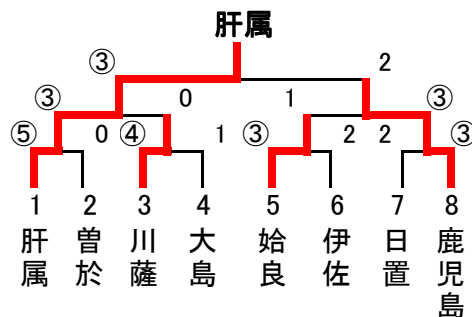 肝属
③ 2
③ 0 1 ③
⑤ 0 ④ 1 ③ 2 2 ③
1 2 3 4 5 6 7 8
肝属 曽於 川薩 大島 姶良 伊佐 日置 鹿児島